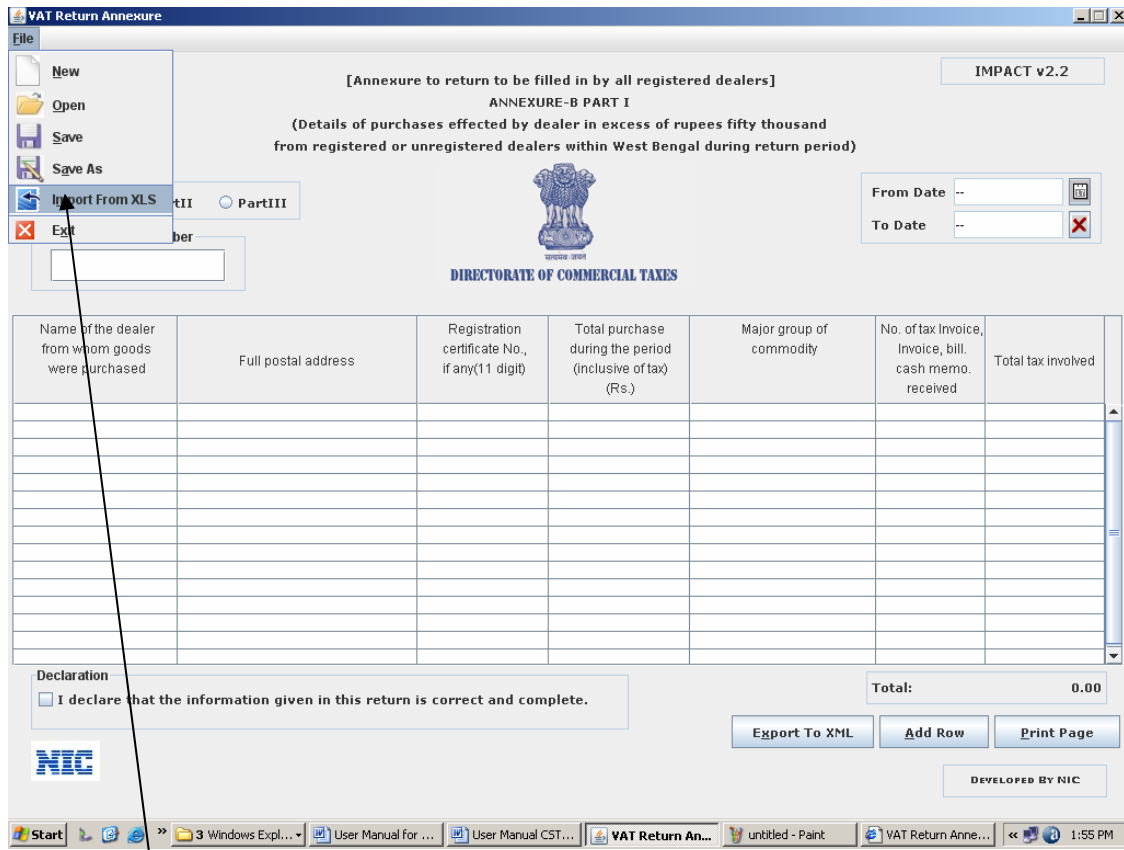 VAT Return Annexure
File
New
Open
Save
Save As
Import From XLS
Exit
IMPACT v2.2
[Annexure to return to be filled in by all registered dealers]
ANNEXURE-B PART I
(Details of purchases effected by dealer in excess of rupees fifty thousand
from registered or unregistered dealers within West Bengal during return period)
tII PartIII
ber
सत्यमेव जयते
DIRECTORATE OF COMMERCIAL TAXES
From Date --
To Date --
Name of the dealer
from whom goods
were purchased
Full postal address
Registration
certificate No.,
if any(11 digit)
Total purchase
during the period
(inclusive of tax)
(Rs.)
Major group of
commodity
No. of tax Invoice,
Invoice, bill.
cash memo.
received
Total tax involved
Declaration
I declare that the information given in this return is correct and complete.
Total: 0.00
Export To XML Add Row Print Page
NIC
DEVELOPED BY NIC
Start » 3 Windows Expl... User Manual for ... User Manual CST... VAT Return An... untitled - Paint VAT Return Anne... « 1:55 PM